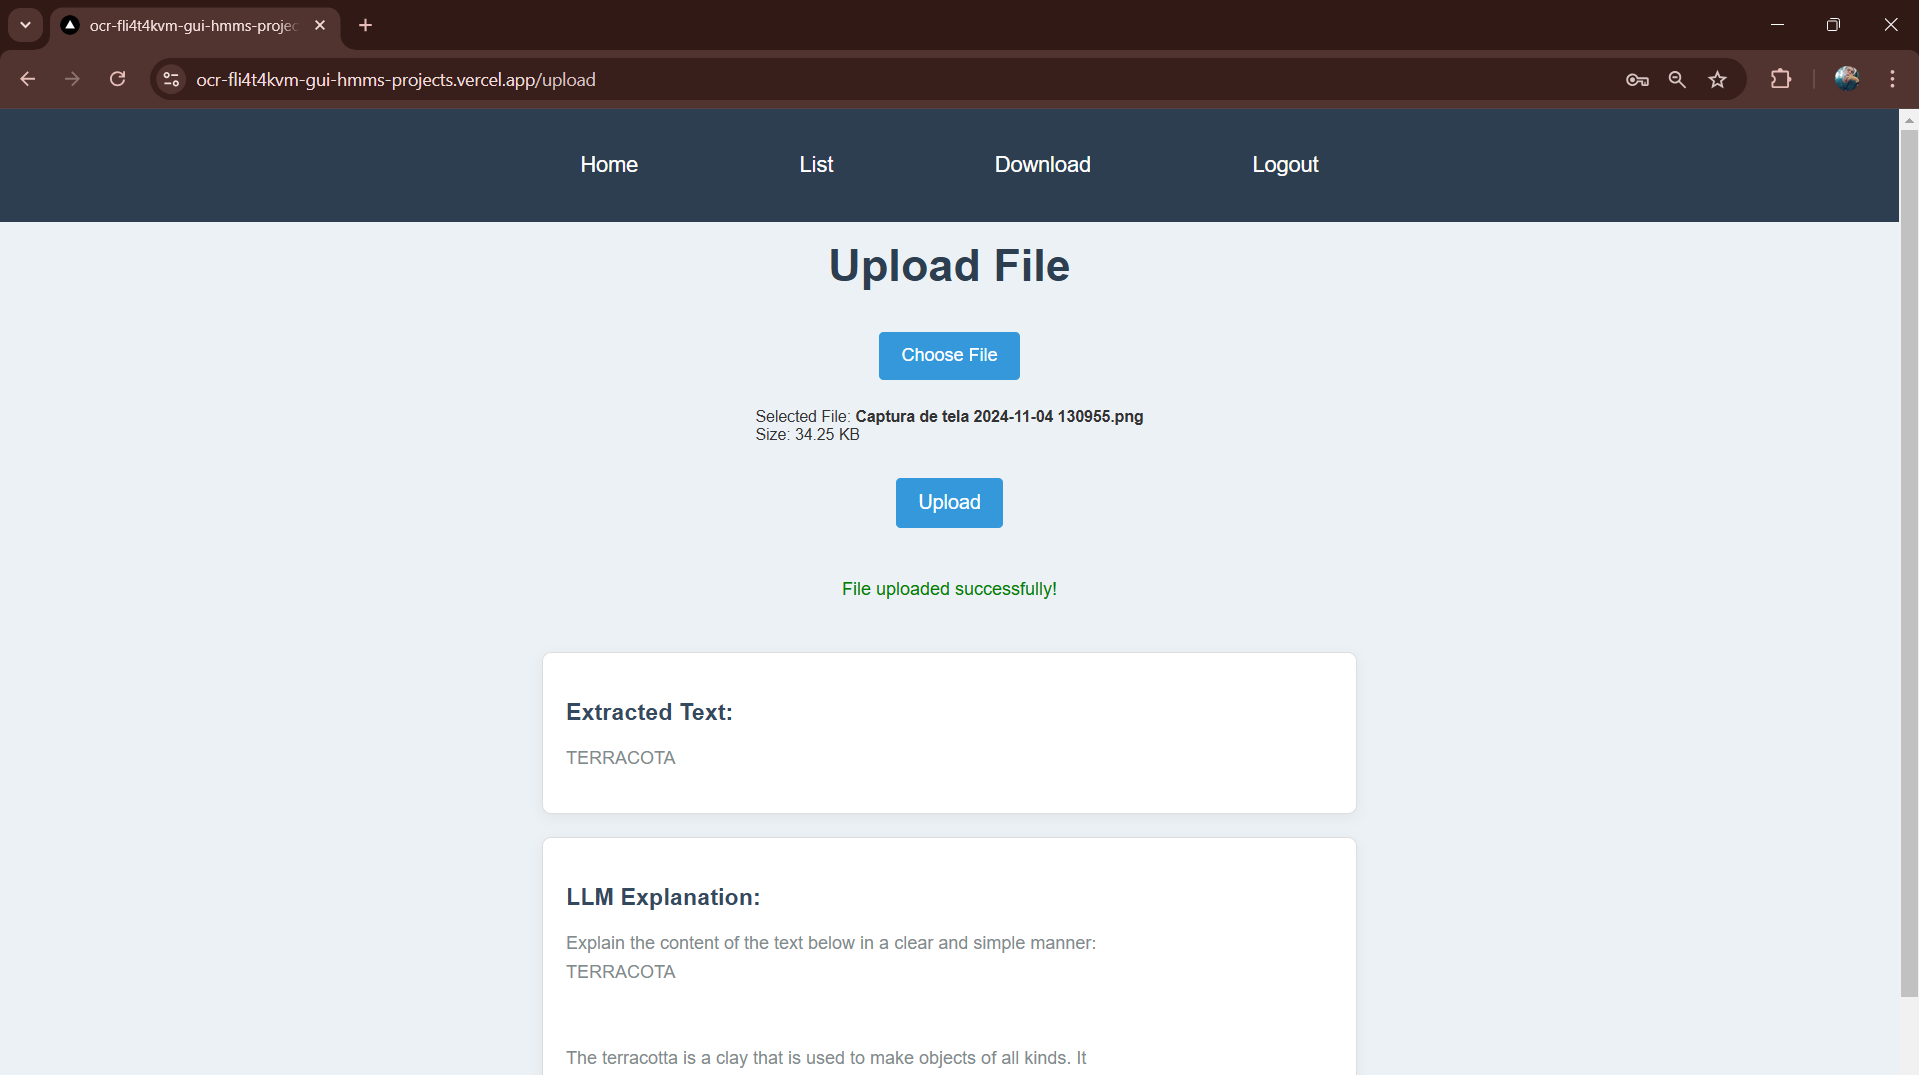 ocr-fli4t4kvm-gui-hmms-projec
ocr-fli4t4kvm-gui-hmms-projects.vercel.app/upload
Home List Download Logout
Upload File
Choose File
Selected File: Captura de tela 2024-11-04 130955.png
Size: 34.25 KB
Upload
File uploaded successfully!
Extracted Text:
TERRACOTA
LLM Explanation:
Explain the content of the text below in a clear and simple manner:
TERRACOTA
The terracotta is a clay that is used to make objects of all kinds. It